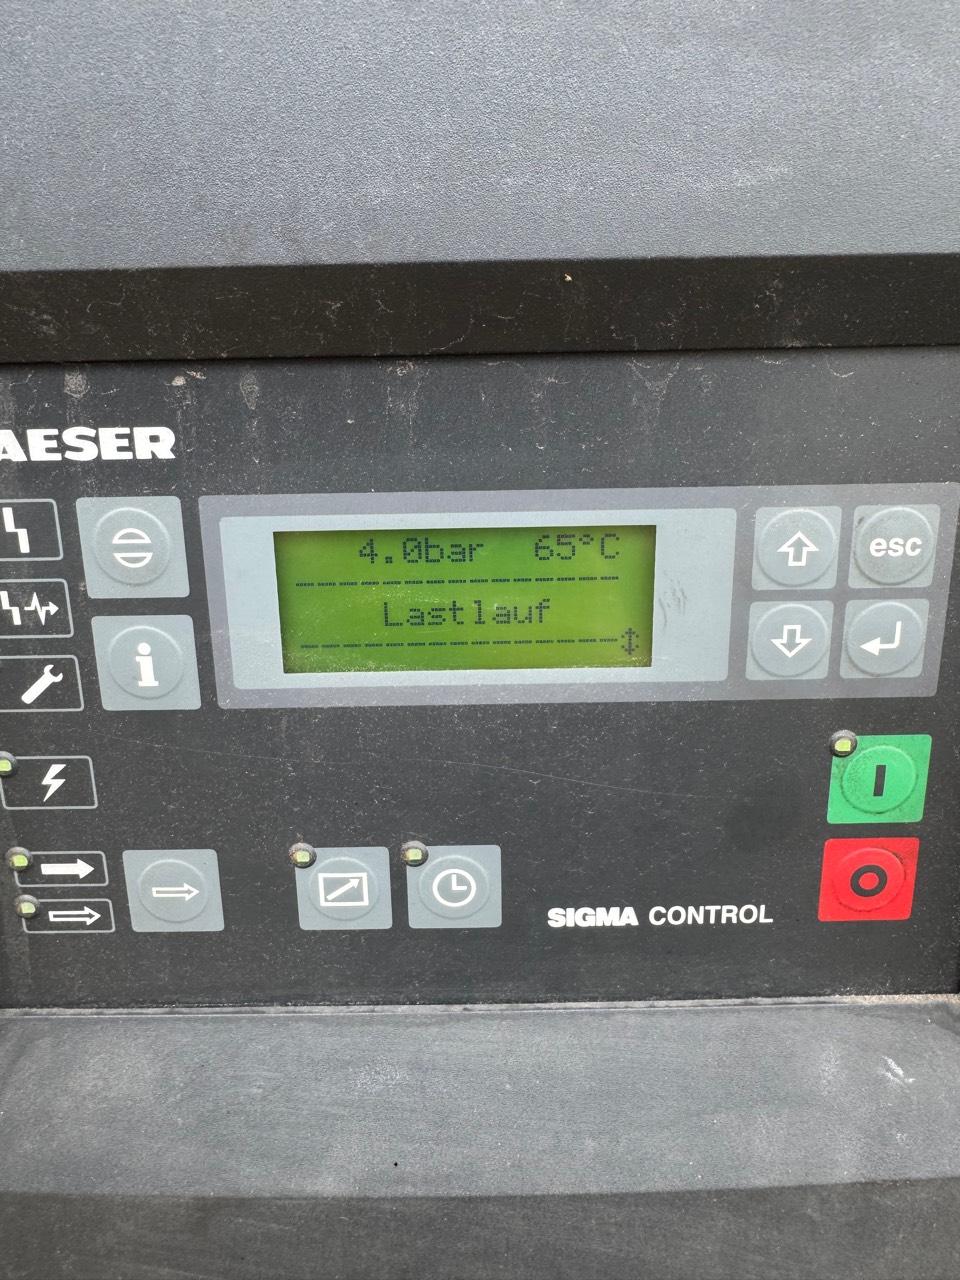 AESER
4.0bar 65°C
Lastlauf
esc
i
I
O
SIGMA CONTROL